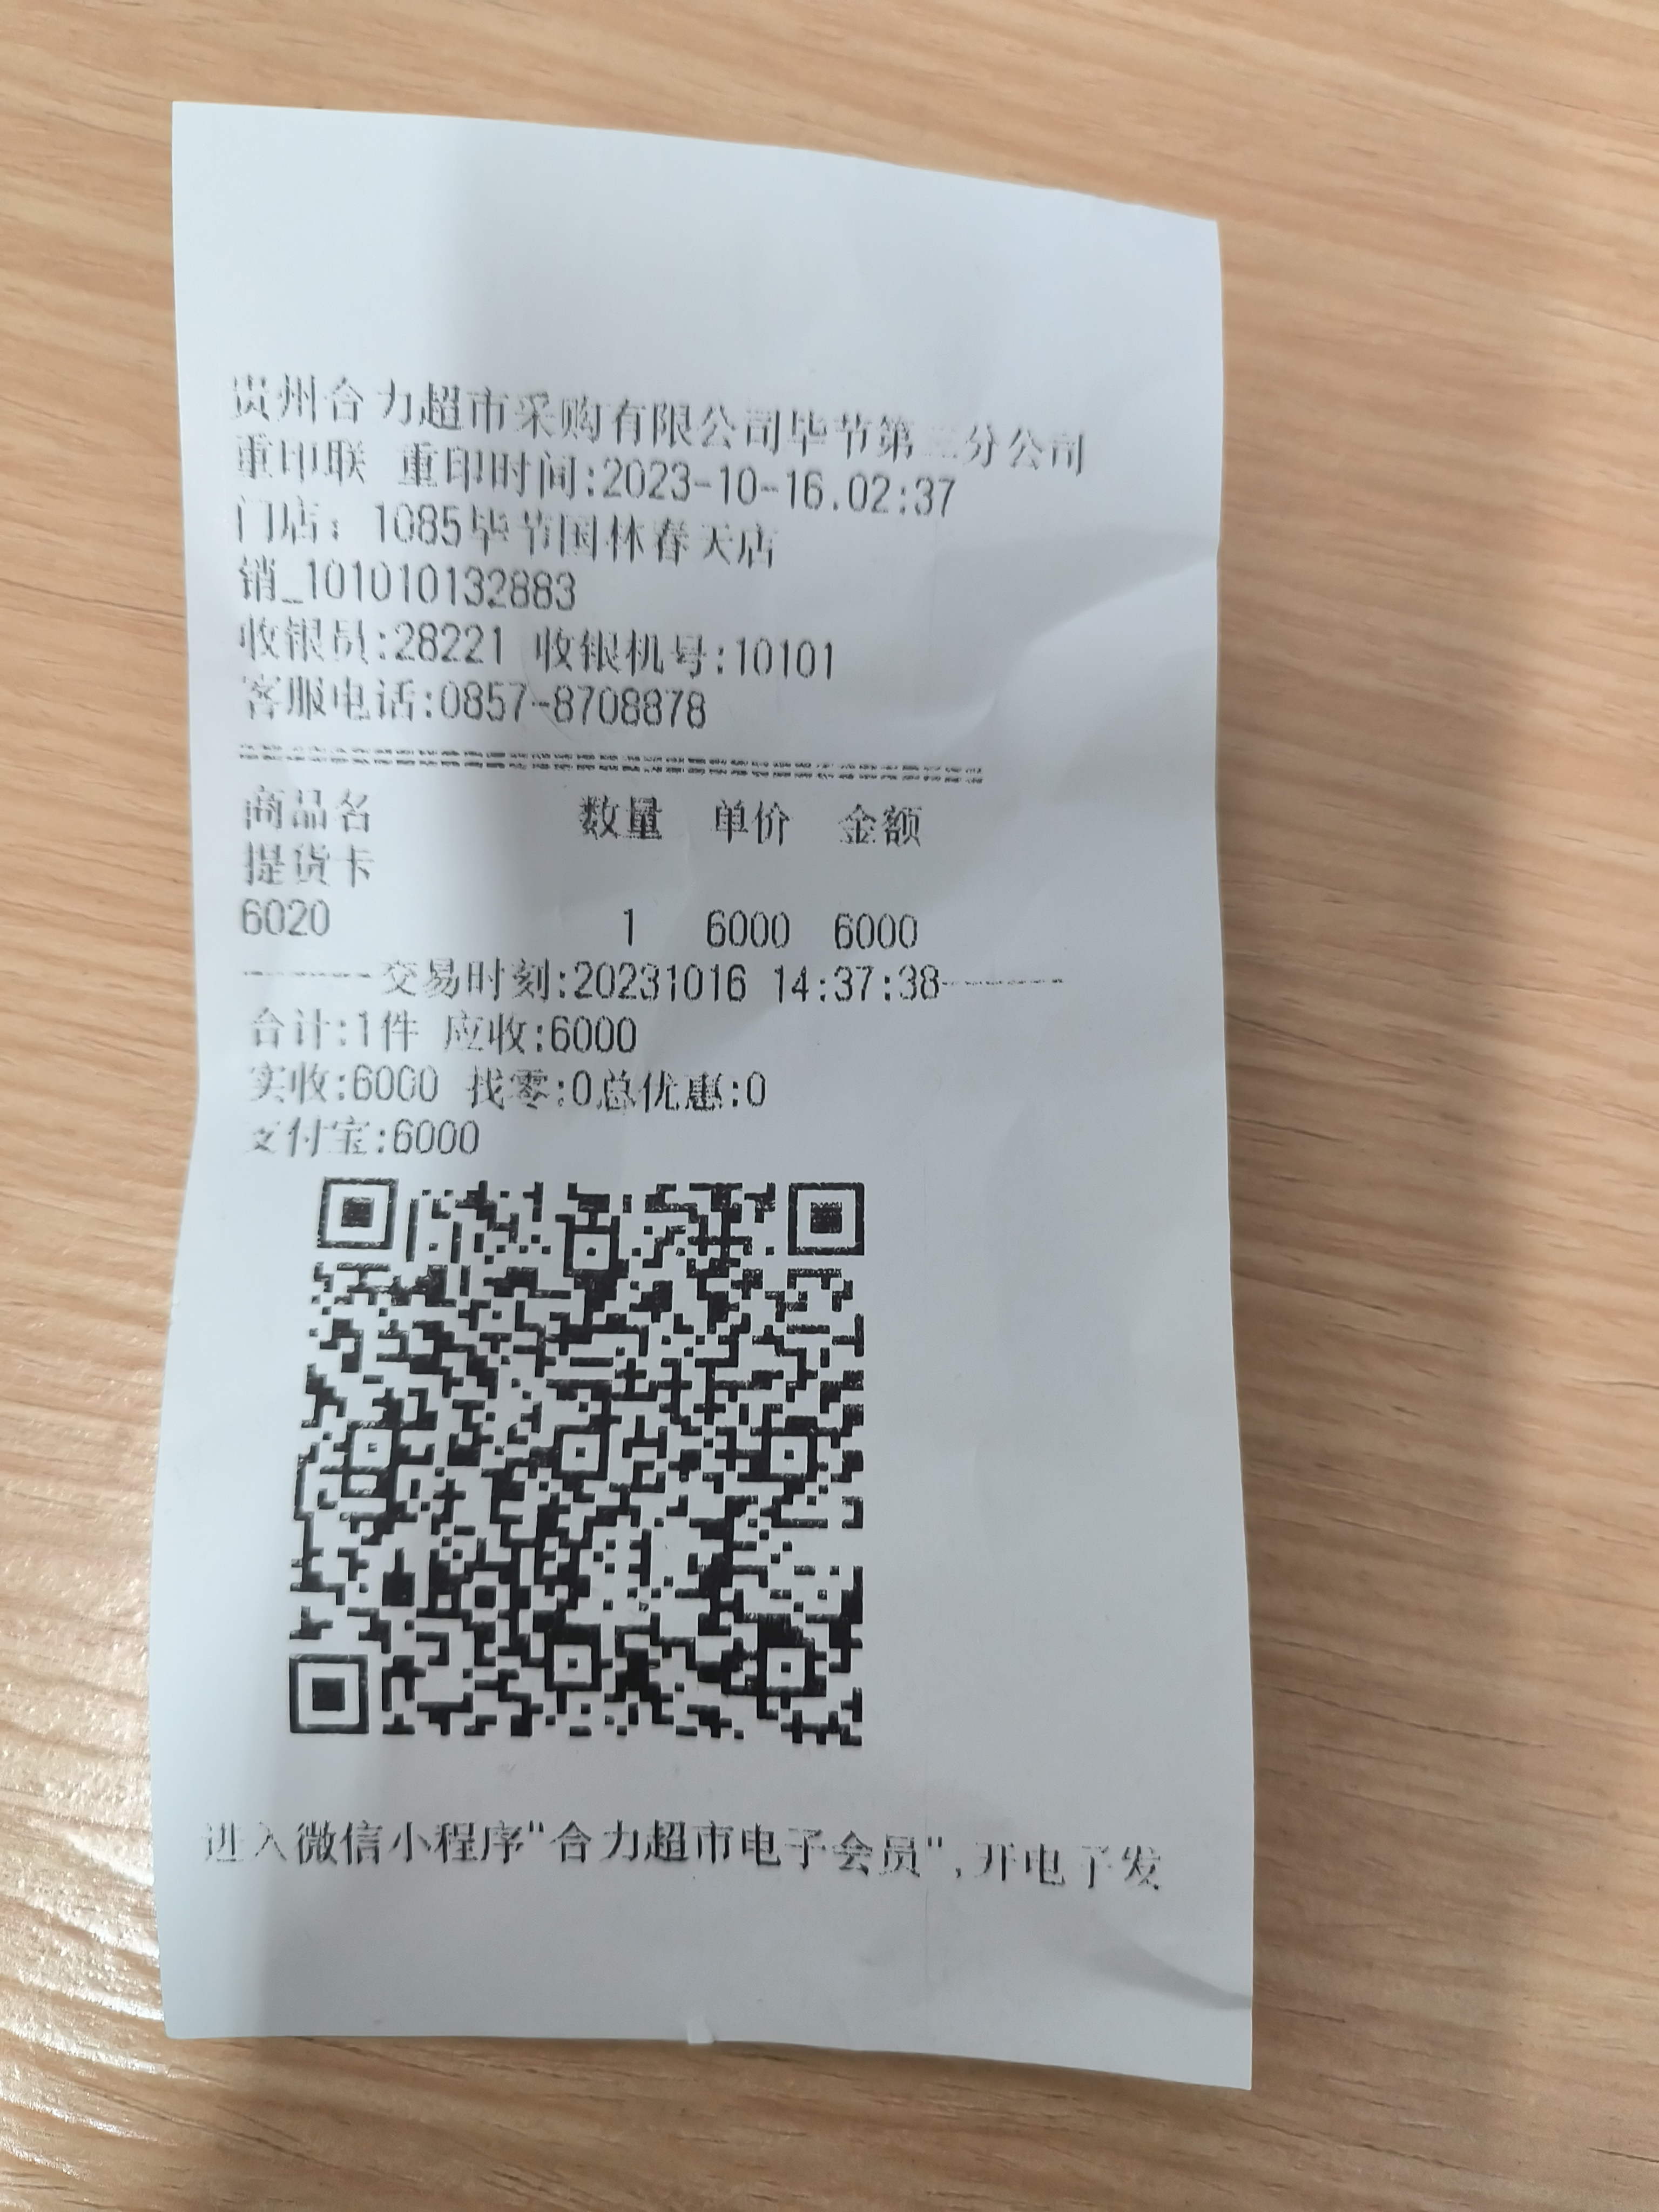 贵州合力超市采购有限公司毕节第二分公司
重印联 重印时间:2023-10-16.02:37
门店：1085毕节国林春天店
销_101010132883
收银员:28221 收银机号:10101
客服电话:0857-8708878
商品名 数量 单价 金额
提货卡
6020 1 6000 6000
-------交易时刻:20231016 14:37:38-------
合计:1件 应收:6000
实收:6000 找零:0总优惠:0
支付宝:6000
进入微信小程序"合力超市电子会员",开电子发